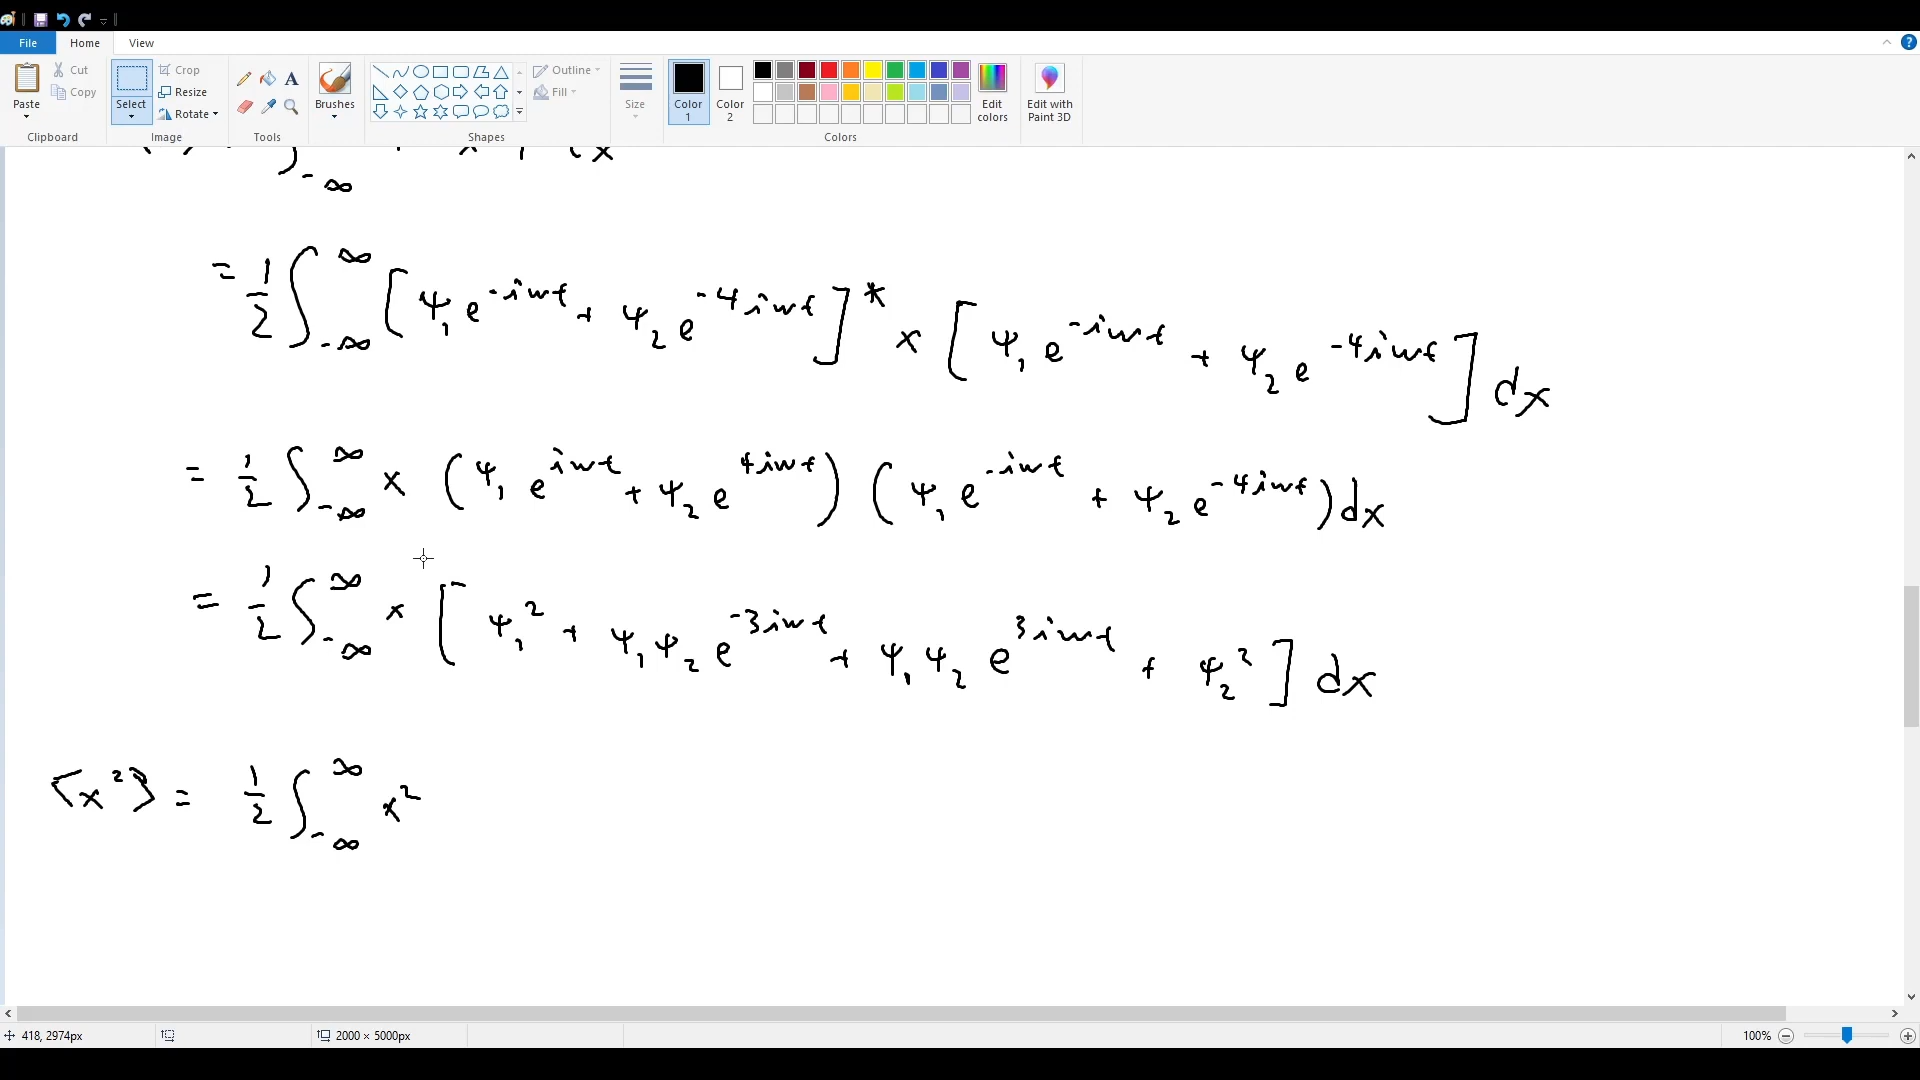 File Home View
Paste Cut Copy Clipboard
Select Crop Resize Rotate Image
A Tools
Brushes
Shapes Outline Fill
Size
Color 1 Color 2 Edit colors Colors
Edit with Paint 3D
-∞
= 1/2 ∫_{-∞}^{∞} [ψ₁ e^{-iωt} + ψ₂ e^{-4iωt}]* x [ψ₁ e^{-iωt} + ψ₂ e^{-4iωt}] dx
= 1/2 ∫_{-∞}^{∞} x (ψ₁ e^{iωt} + ψ₂ e^{4iωt}) (ψ₁ e^{-iωt} + ψ₂ e^{-4iωt}) dx
= 1/2 ∫_{-∞}^{∞} x [ψ₁² + ψ₁ψ₂ e^{-3iωt} + ψ₁ψ₂ e^{3iωt} + ψ₂²] dx
⟨x²⟩ = 1/2 ∫_{-∞}^{∞} x²
418, 2974px 2000 × 5000px 100%